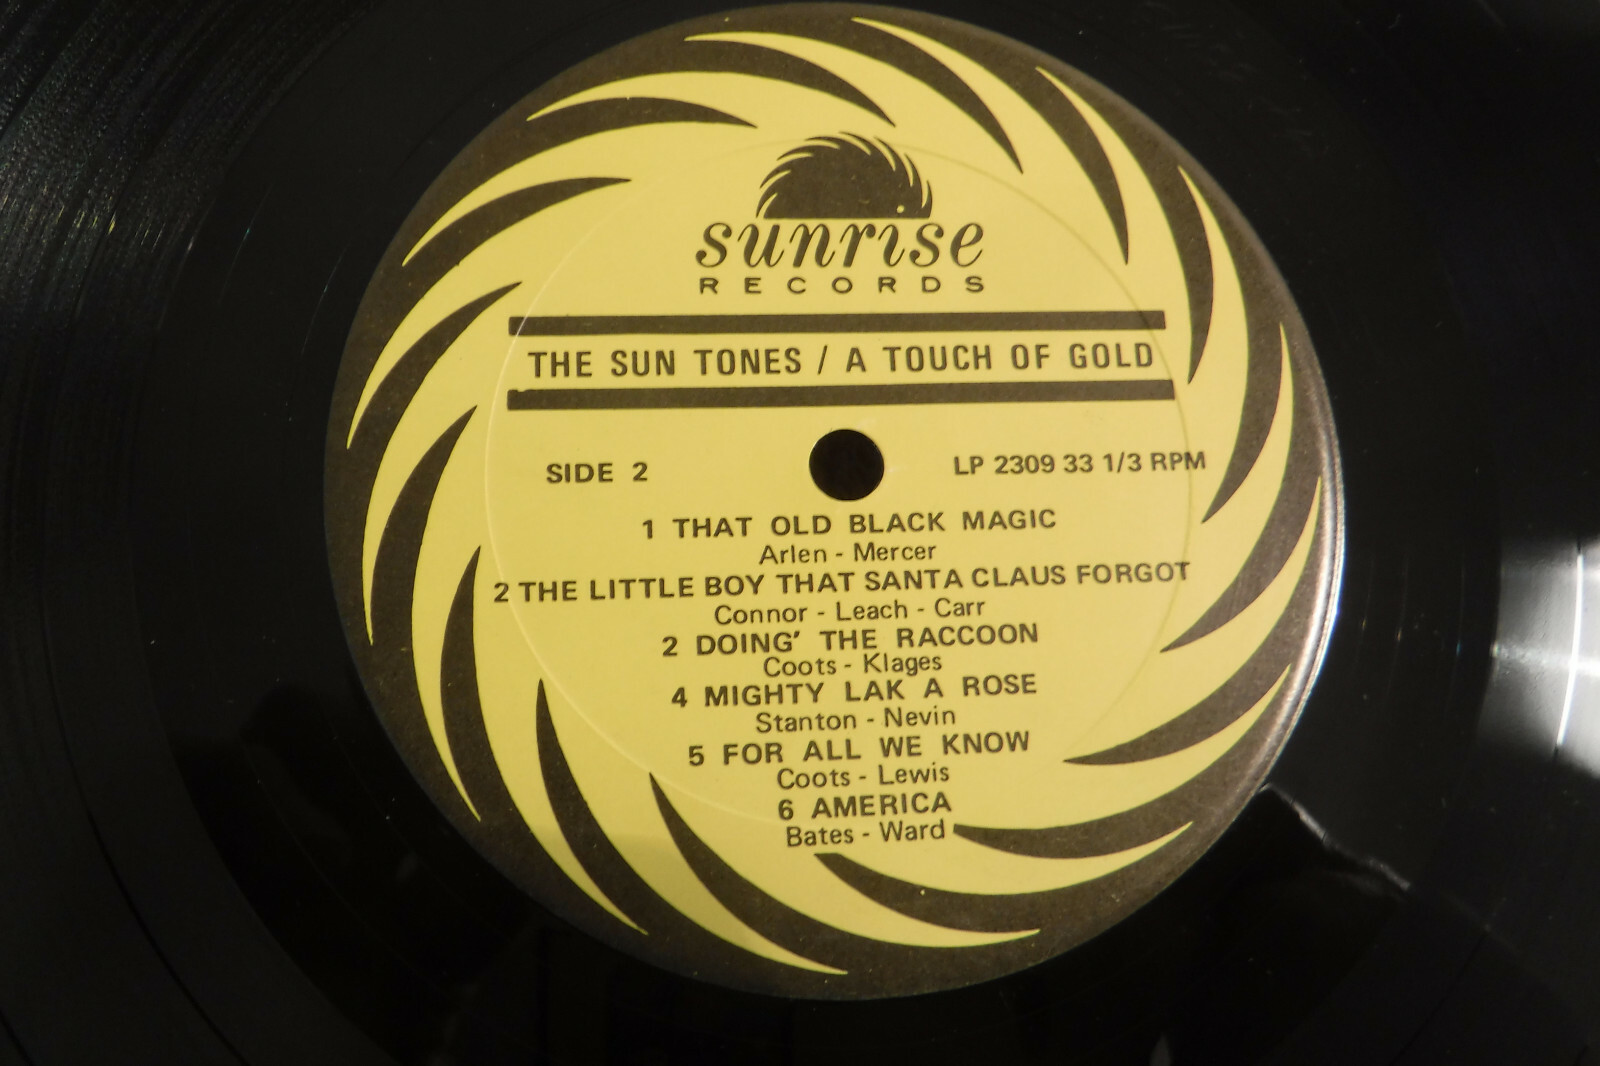 sunrise
RECORDS
THE SUN TONES / A TOUCH OF GOLD
SIDE 2 LP 2309 33 1/3 RPM
1 THAT OLD BLACK MAGIC
Arlen - Mercer
2 THE LITTLE BOY THAT SANTA CLAUS FORGOT
Connor - Leach - Carr
2 DOING' THE RACCOON
Coots - Klages
4 MIGHTY LAK A ROSE
Stanton - Nevin
5 FOR ALL WE KNOW
Coots - Lewis
6 AMERICA
Bates - Ward